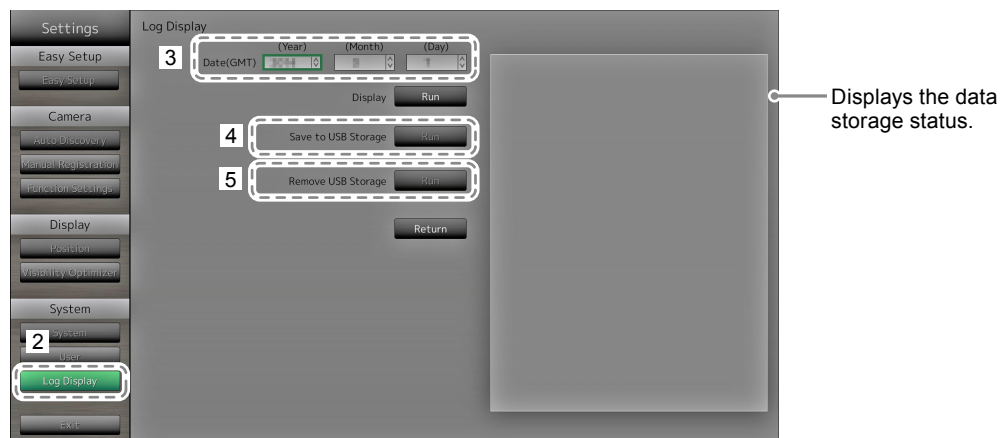 Settings
Easy Setup
Easy Setup
Camera
Auto Discovery
Manual Registration
Function Settings
Display
Position
Visibility Optimizer
System
System
2
User
Log Display
Exit
Log Display
3
(Year) (Month) (Day)
Date(GMT)
Display Run
4 Save to USB Storage Run
5 Remove USB Storage Run
Return
Displays the data
storage status.